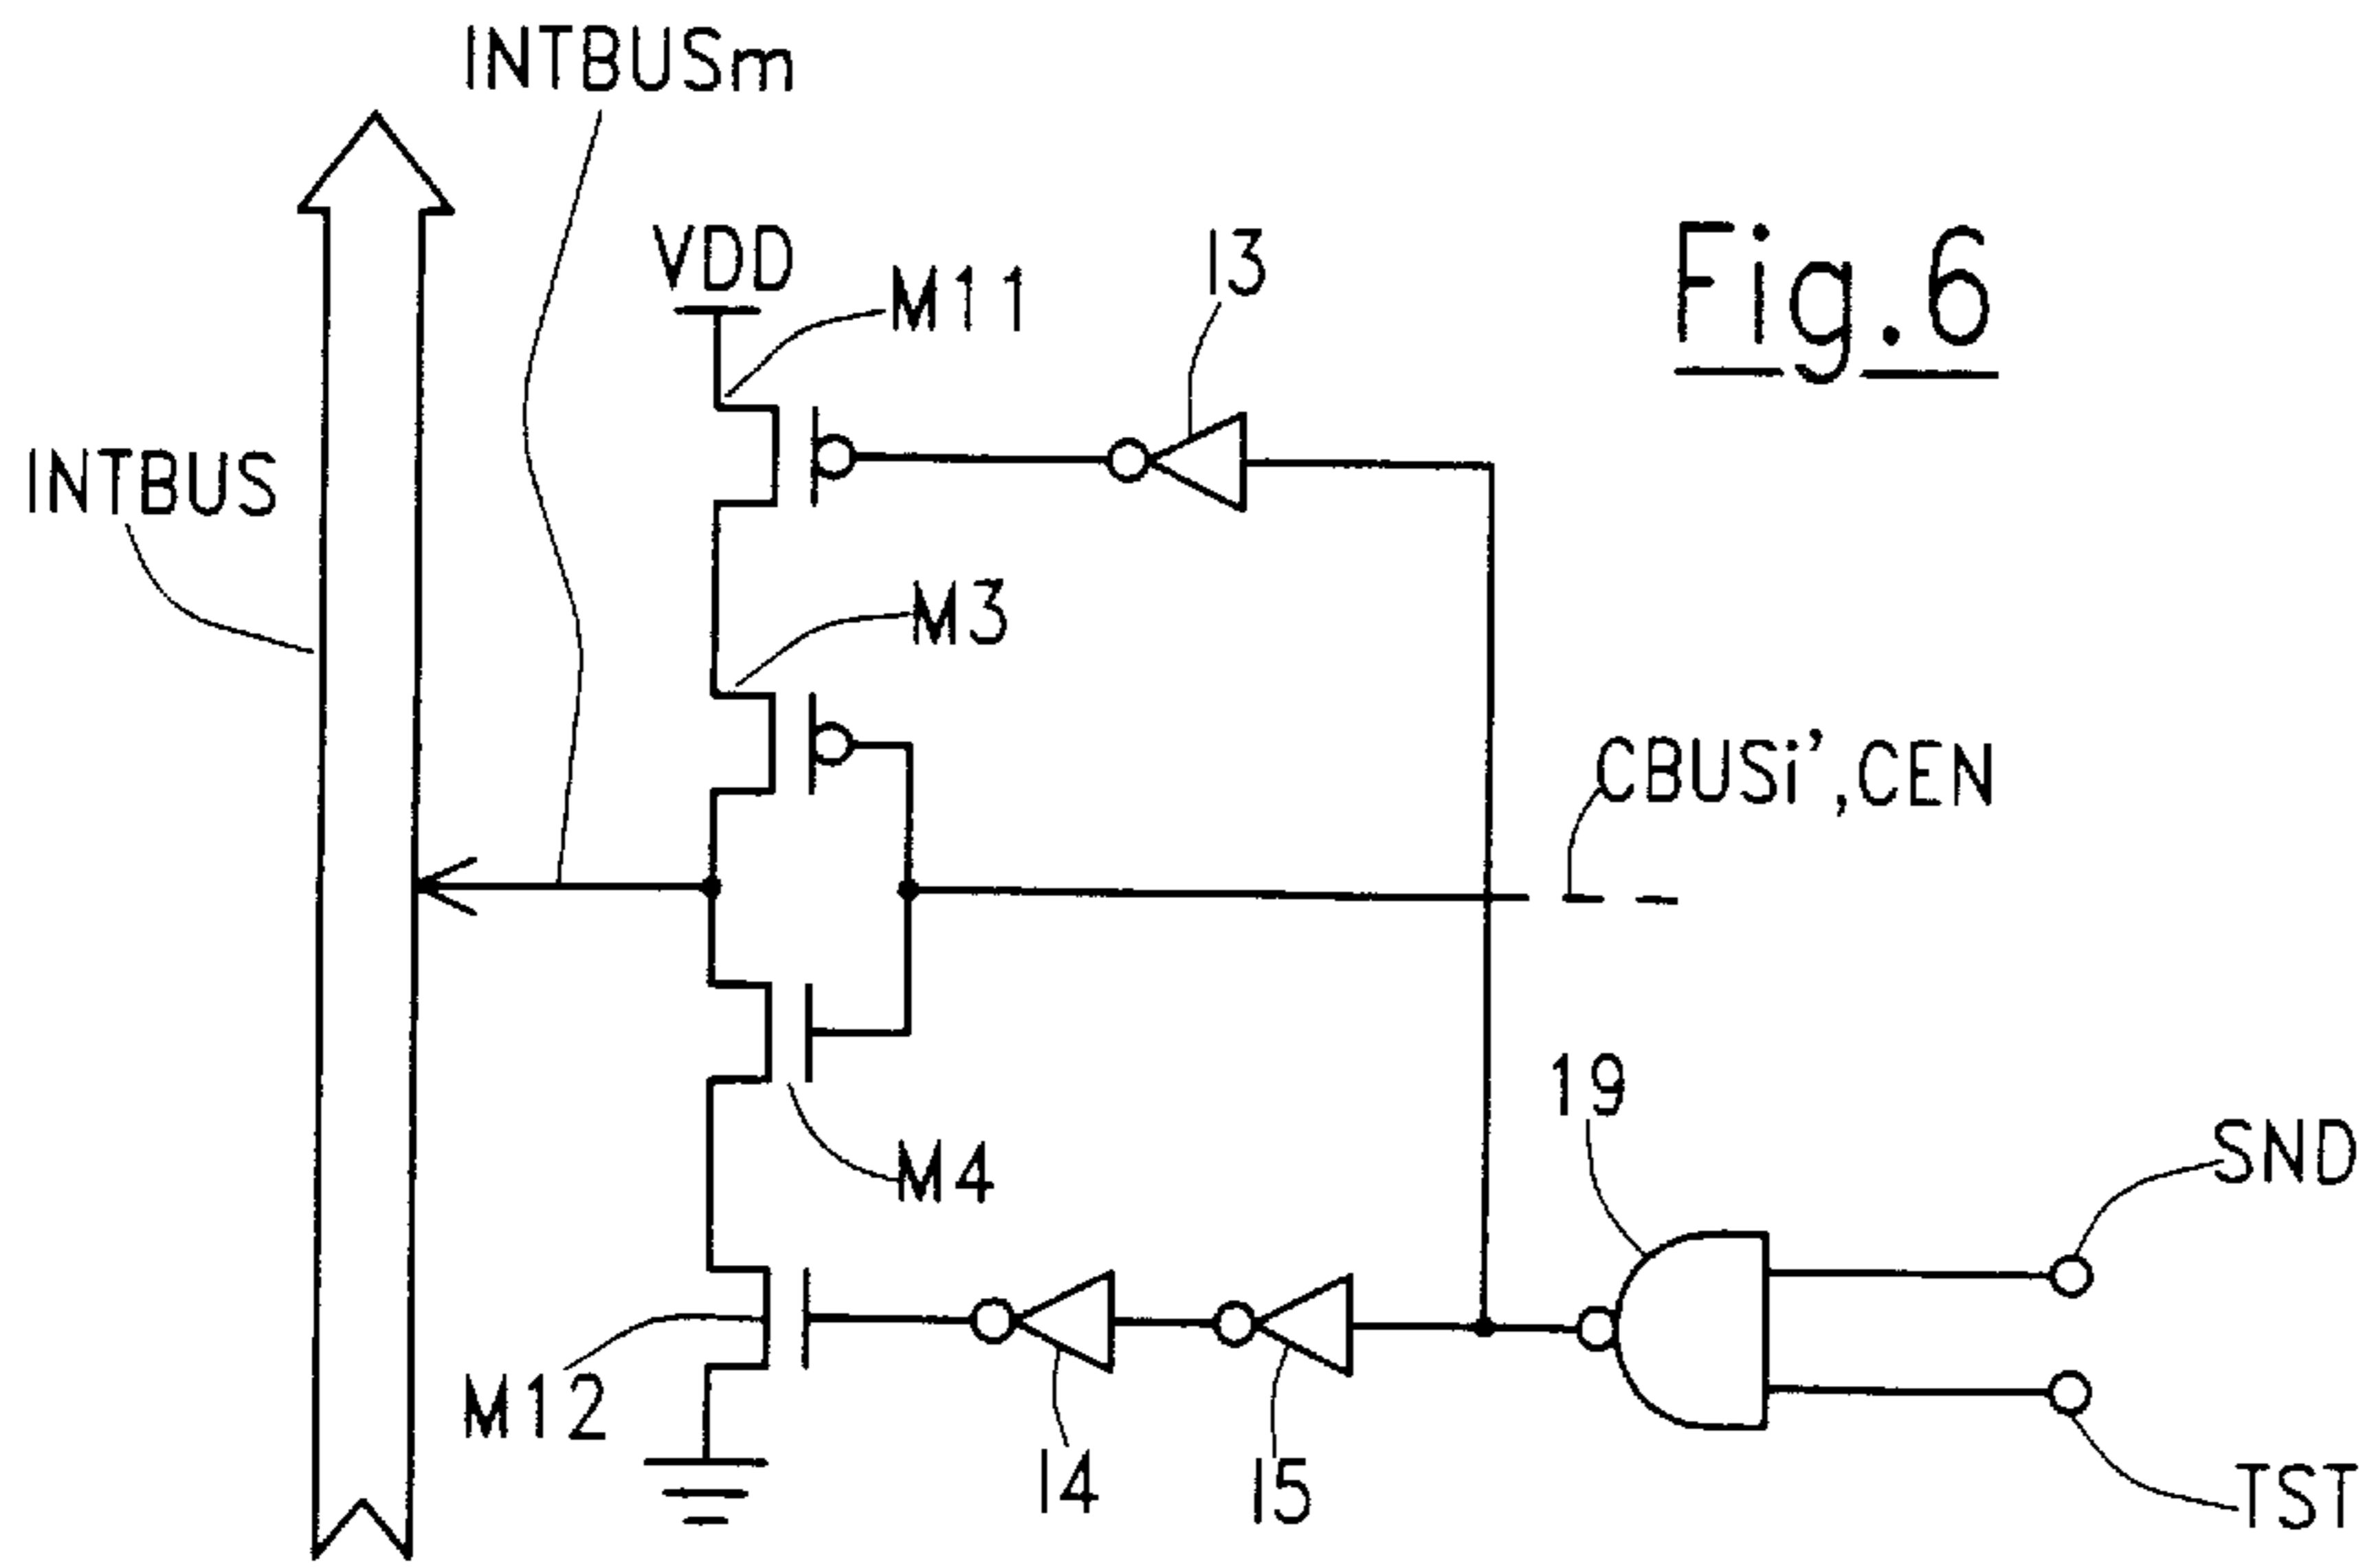 INTBUSm
VDD
M11
I3
Fig.6
INTBUS
M3
CBUSi',CEN
19
M4
SND
M12
I4
I5
TST